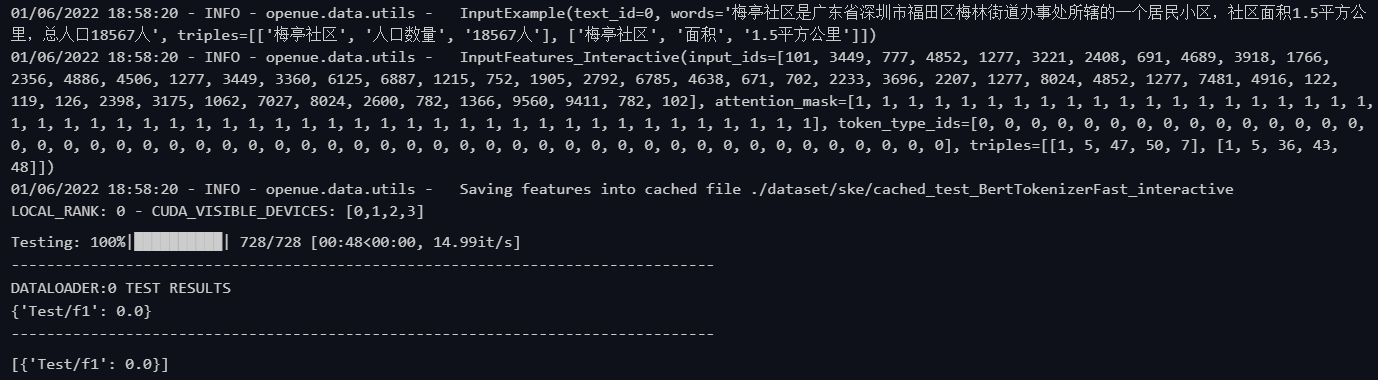 01/06/2022 18:58:20 - INFO - openue.data.utils -   InputExample(text_id=0, words='梅亭社区是广东省深圳市福田区梅林街道办事处所辖的一个居民小区，社区面积1.5平方公
里，总人口18567人', triples=[['梅亭社区', '人口数量', '18567人'], ['梅亭社区', '面积', '1.5平方公里']])
01/06/2022 18:58:20 - INFO - openue.data.utils -   InputFeatures_Interactive(input_ids=[101, 3449, 777, 4852, 1277, 3221, 2408, 691, 4689, 3918, 1766,
2356, 4886, 4506, 1277, 3449, 3360, 6125, 6887, 1215, 752, 1905, 2792, 6785, 4638, 671, 702, 2233, 3696, 2207, 1277, 8024, 4852, 1277, 7481, 4916, 122,
119, 126, 2398, 3175, 1062, 7027, 8024, 2600, 782, 1366, 9560, 9411, 782, 102], attention_mask=[1, 1, 1, 1, 1, 1, 1, 1, 1, 1, 1, 1, 1, 1, 1, 1, 1, 1, 1, 1,
1, 1, 1, 1, 1, 1, 1, 1, 1, 1, 1, 1, 1, 1, 1, 1, 1, 1, 1, 1, 1, 1, 1, 1, 1, 1, 1, 1, 1, 1, 1], token_type_ids=[0, 0, 0, 0, 0, 0, 0, 0, 0, 0, 0, 0, 0, 0, 0,
0, 0, 0, 0, 0, 0, 0, 0, 0, 0, 0, 0, 0, 0, 0, 0, 0, 0, 0, 0, 0, 0, 0, 0, 0, 0, 0, 0, 0, 0, 0, 0, 0, 0, 0, 0], triples=[[1, 5, 47, 50, 7], [1, 5, 36, 43,
48]])
01/06/2022 18:58:20 - INFO - openue.data.utils -   Saving features into cached file ./dataset/ske/cached_test_BertTokenizerFast_interactive
LOCAL_RANK: 0 - CUDA_VISIBLE_DEVICES: [0,1,2,3]
Testing: 100%|██████████| 728/728 [00:48<00:00, 14.99it/s]
--------------------------------------------------------------------------------
DATALOADER:0 TEST RESULTS
{'Test/f1': 0.0}
--------------------------------------------------------------------------------
[{'Test/f1': 0.0}]